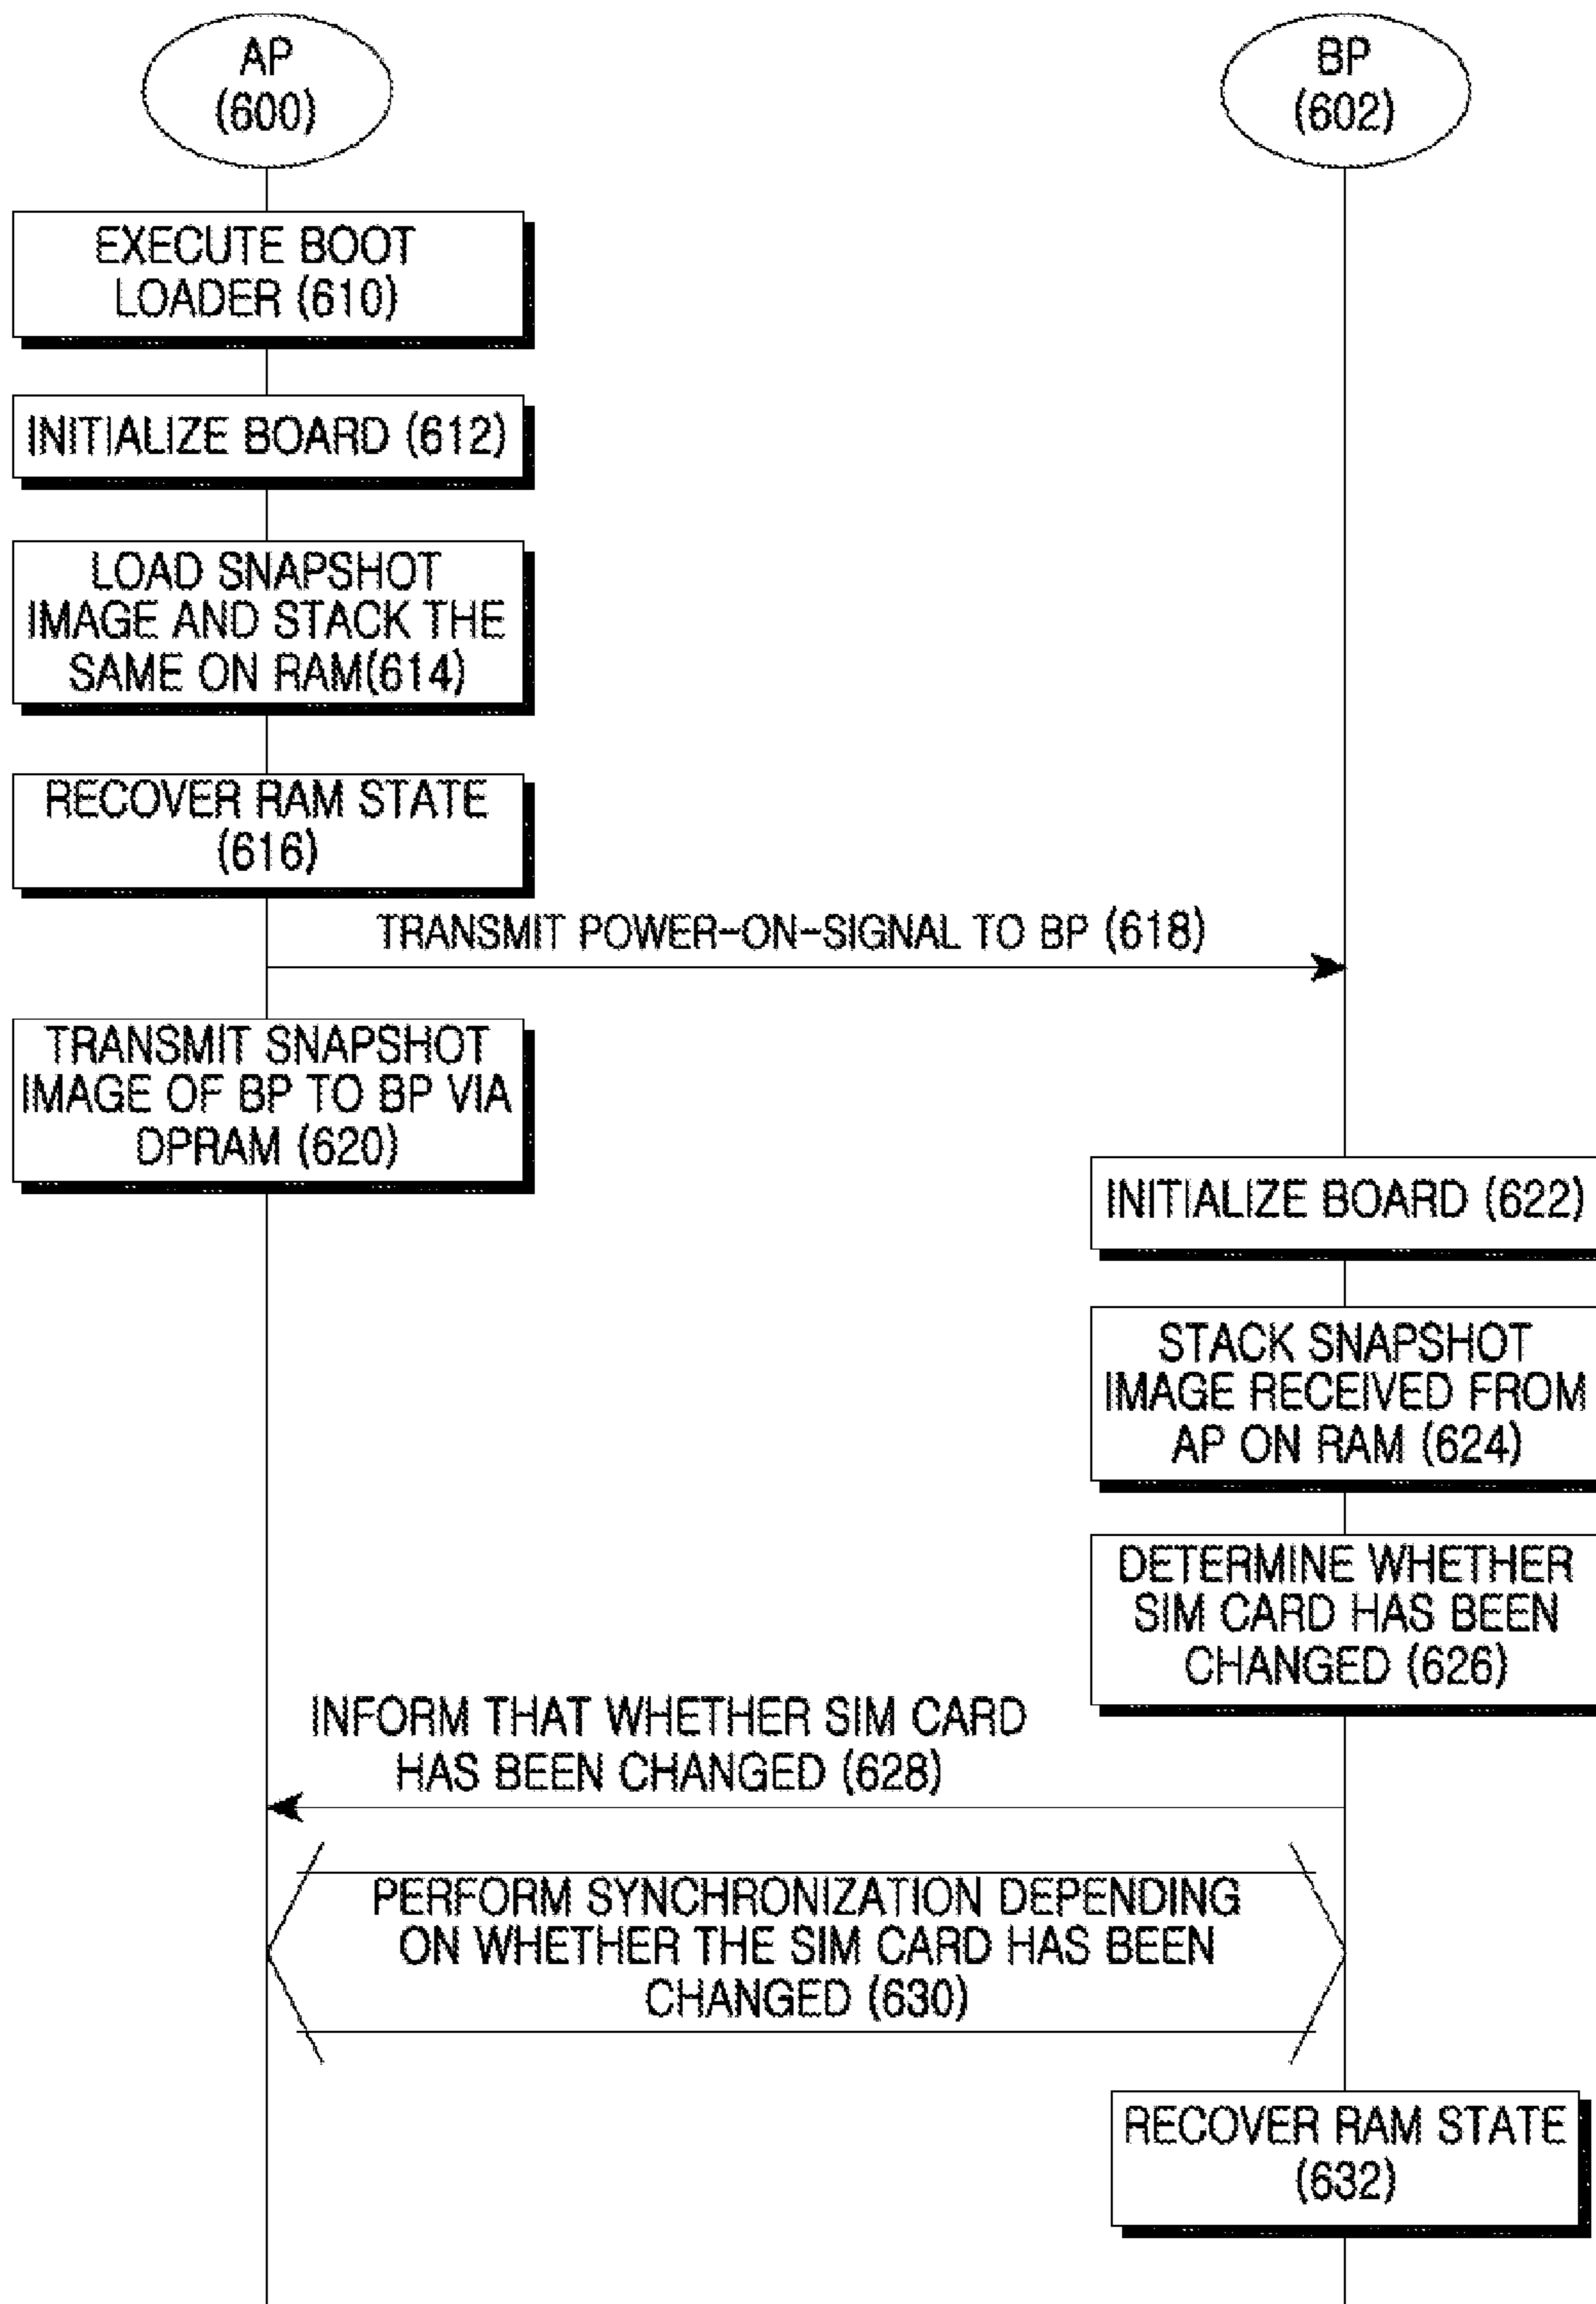 AP
(600)
BP
(602)
EXECUTE BOOT
LOADER (610)
INITIALIZE BOARD (612)
LOAD SNAPSHOT
IMAGE AND STACK THE
SAME ON RAM(614)
RECOVER RAM STATE
(616)
TRANSMIT POWER-ON-SIGNAL TO BP (618)
TRANSMIT SNAPSHOT
IMAGE OF BP TO BP VIA
DPRAM (620)
INITIALIZE BOARD (622)
STACK SNAPSHOT
IMAGE RECEIVED FROM
AP ON RAM (624)
DETERMINE WHETHER
SIM CARD HAS BEEN
CHANGED (626)
INFORM THAT WHETHER SIM CARD
HAS BEEN CHANGED (628)
PERFORM SYNCHRONIZATION DEPENDING
ON WHETHER THE SIM CARD HAS BEEN
CHANGED (630)
RECOVER RAM STATE
(632)